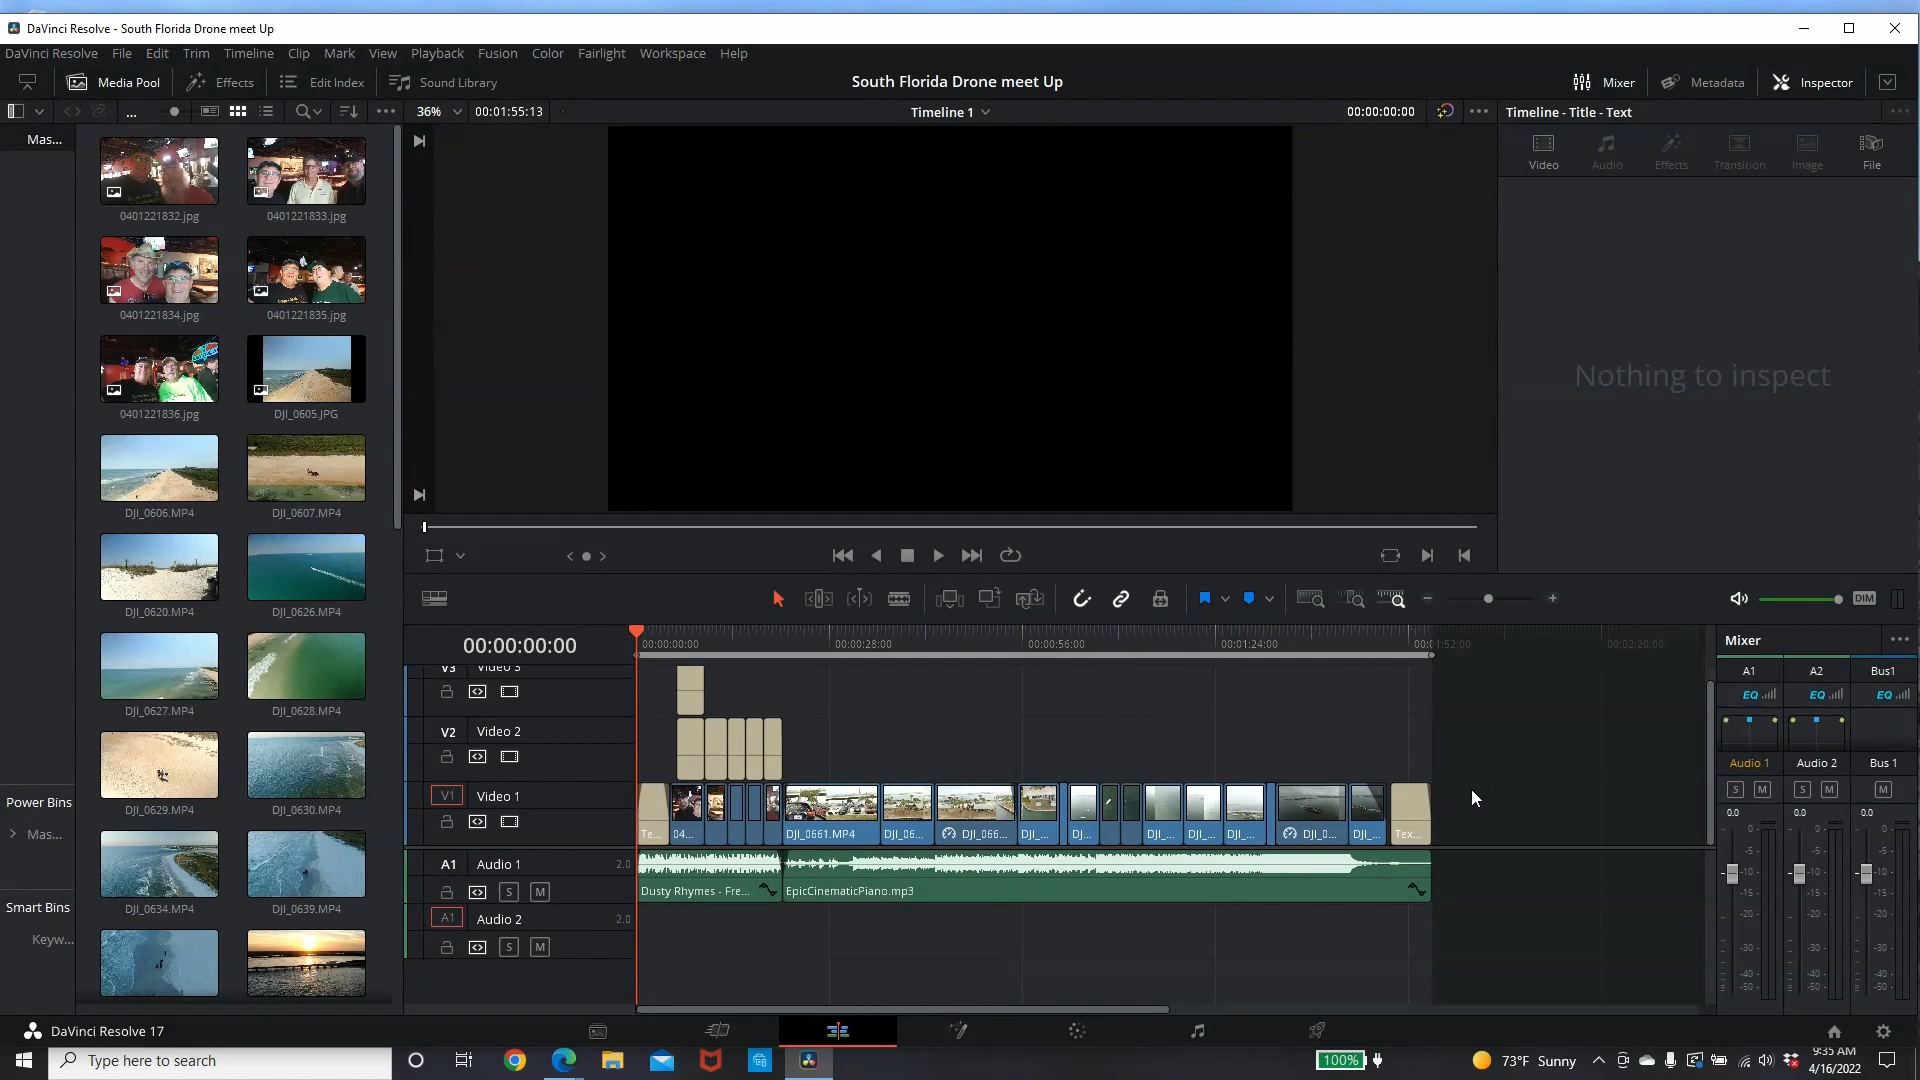 DaVinci Resolve - South Florida Drone meet Up
DaVinci Resolve File Edit Trim Timeline Clip Mark View Playback Fusion Color Fairlight Workspace Help
Media Pool Effects Edit Index Sound Library South Florida Drone meet Up Mixer Metadata Inspector
... 36% 00:01:55:13 Timeline 1 00:00:00:00 Timeline - Title - Text
Mas...
Video Audio Effects Transition Image File
0401221832.jpg 0401221833.jpg
0401221834.jpg 0401221835.jpg
Nothing to inspect
0401221836.jpg DJI_0605.JPG
DJI_0606.MP4 DJI_0607.MP4
DJI_0620.MP4 DJI_0626.MP4
DIM
00:00:00:00 00:00:00:00 00:00:28:00 00:00:56:00 00:01:24:00 00:01:52:00 00:02:20:00 Mixer
V3 Video 3
A1 A2 Bus1
EQ EQ EQ
DJI_0627.MP4 DJI_0628.MP4
V2 Video 2
Audio 1 Audio 2 Bus 1
S M S M M
V1 Video 1
Power Bins
Mas...
0.0 0.0 0.0
Te... 04... DJI_0661.MP4 DJI_06... DJI_066... DJI_... DJ... DJI_... DJI_... DJI_... DJI_0... DJI_... Tex...
DJI_0629.MP4 DJI_0630.MP4
A1 Audio 1 2.0
S M
Dusty Rhymes - Fre... EpicCinematicPiano.mp3
Smart Bins
Keyw...
DJI_0634.MP4 DJI_0639.MP4
A1 Audio 2 2.0
S M
0 0 0
-5 -5 -5
-10 -10 -10
-15 -15 -15
-20 -20 -20
-30 -30 -30
-40 -40 -40
-50 -50 -50
DaVinci Resolve 17
Type here to search
100%
73°F Sunny
9:35 AM
4/16/2022